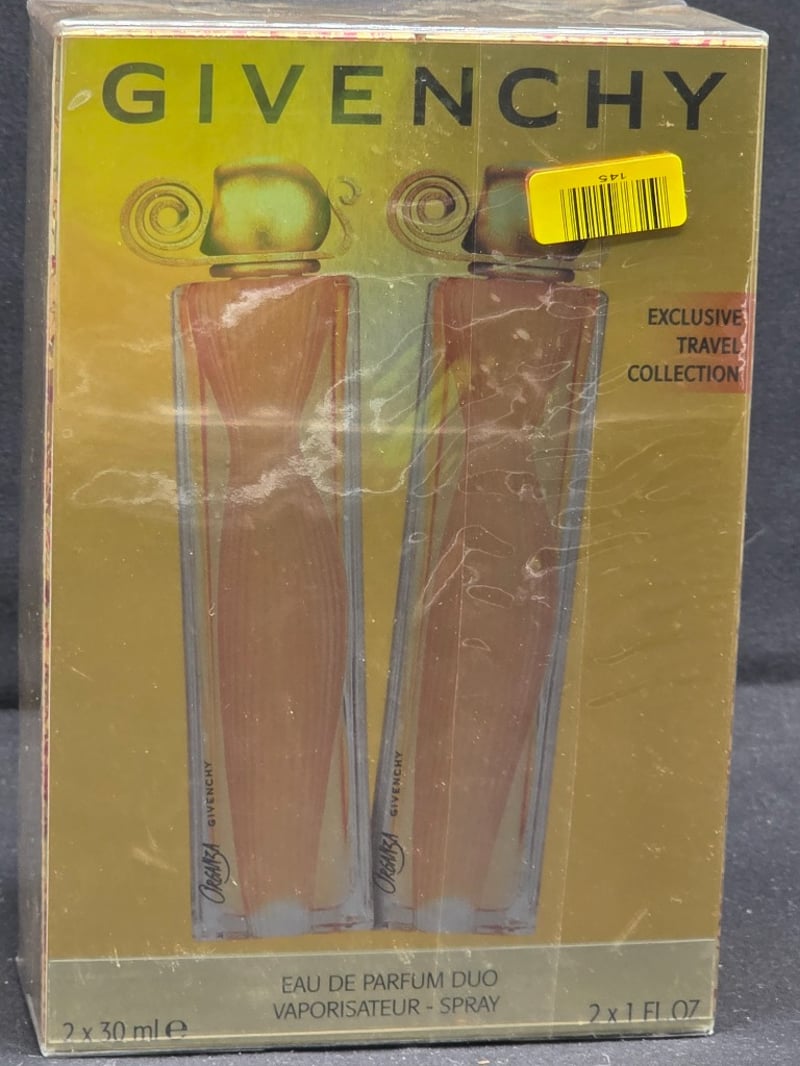 GIVENCHY
145
EXCLUSIVE
TRAVEL
COLLECTION
ORGANZA GIVENCHY
ORGANZA GIVENCHY
EAU DE PARFUM DUO
VAPORISATEUR - SPRAY
2 x 30 ml e
2 x 1 FL.OZ